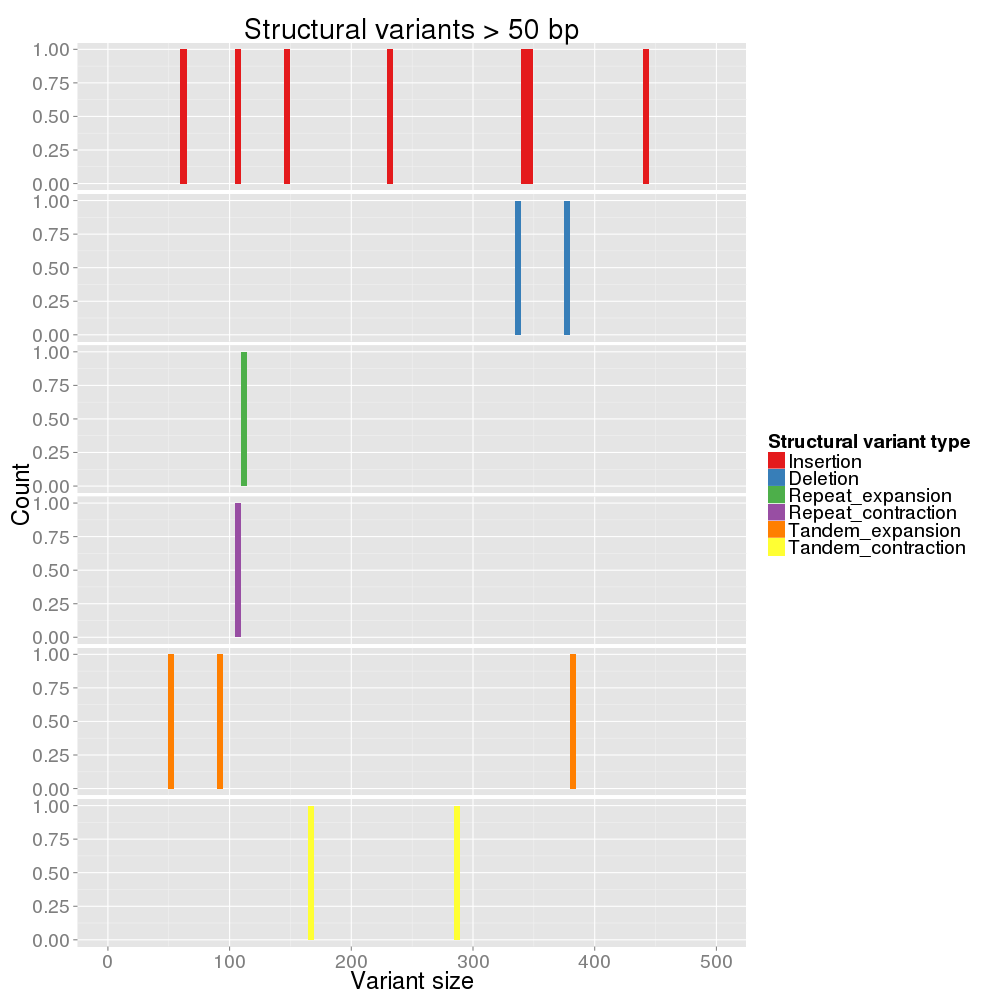 Structural variants > 50 bp
1.00
0.75
0.50
0.25
0.00
1.00
0.75
0.50
0.25
0.00
1.00
0.75
0.50
0.25
0.00
1.00
0.75
0.50
0.25
0.00
1.00
0.75
0.50
0.25
0.00
1.00
0.75
0.50
0.25
0.00
Count
0 100 200 300 400 500
Variant size
Structural variant type
Insertion
Deletion
Repeat_expansion
Repeat_contraction
Tandem_expansion
Tandem_contraction